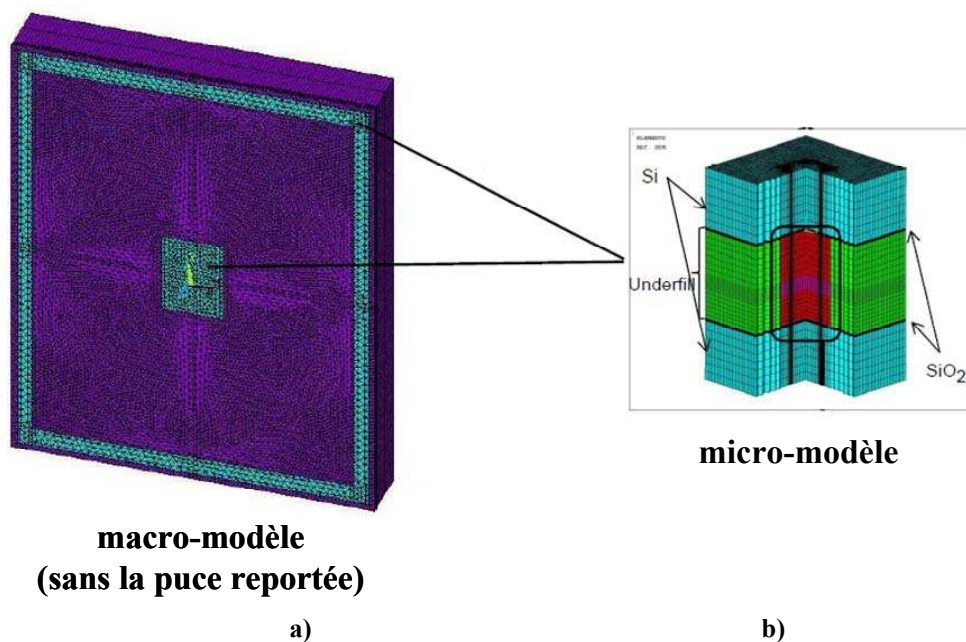 Si
Underfill
SiO2
micro-modèle
macro-modèle
(sans la puce reportée)
a)
b)